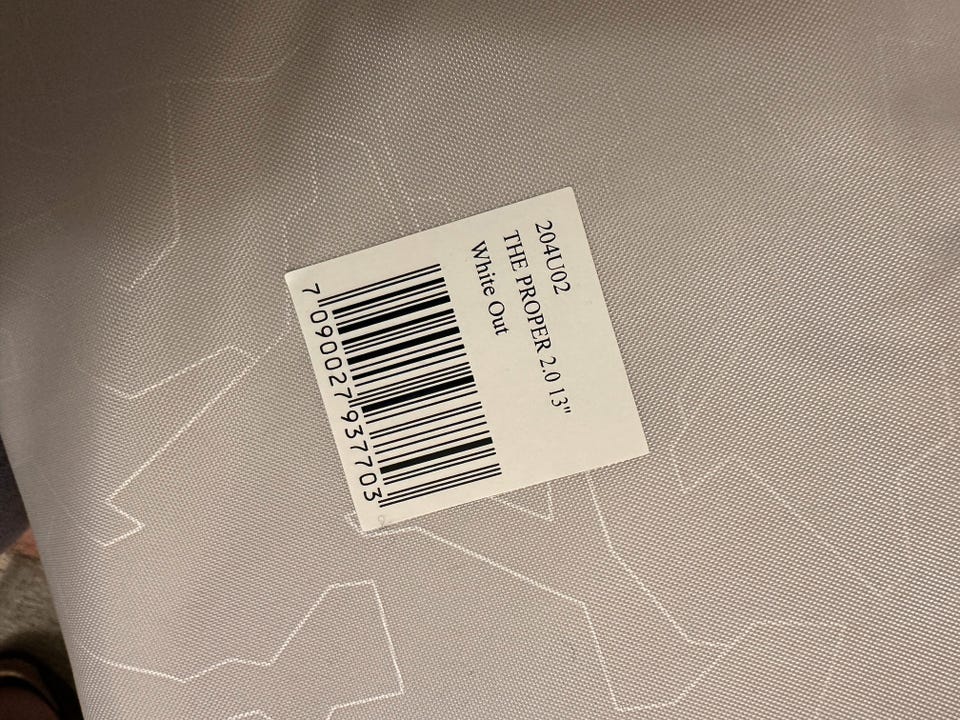 204U02
THE PROPER 2.0 13"
White Out
7 090027 937703